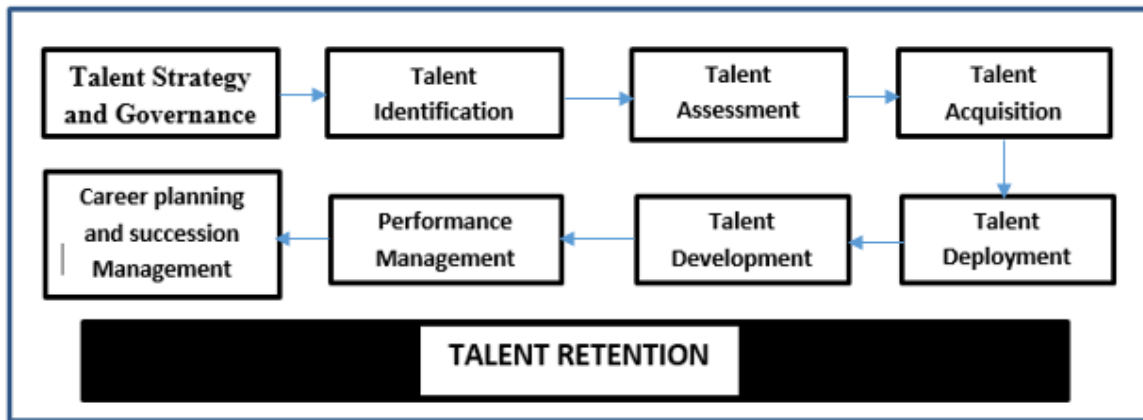 Talent Strategy
and Governance
Talent
Identification
Talent
Assessment
Talent
Acquisition
Career planning
and succession
Management
Performance
Management
Talent
Development
Talent
Deployment
TALENT RETENTION